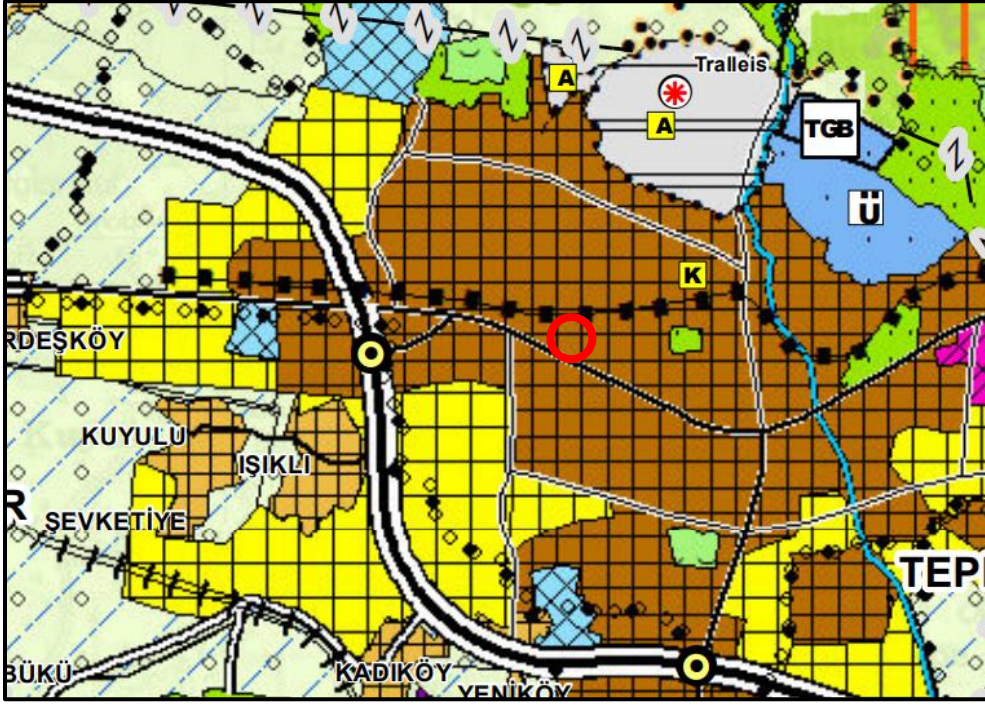 Z
Z
Z
Z
Z
Tralleis
A
A
TGB
Z
Ü
K
RDEŞKÖY
KUYULU
IŞIKLI
R
ŞEVKETİYE
TEP
BÜKÜ
KADIKÖY
YENİKÖY